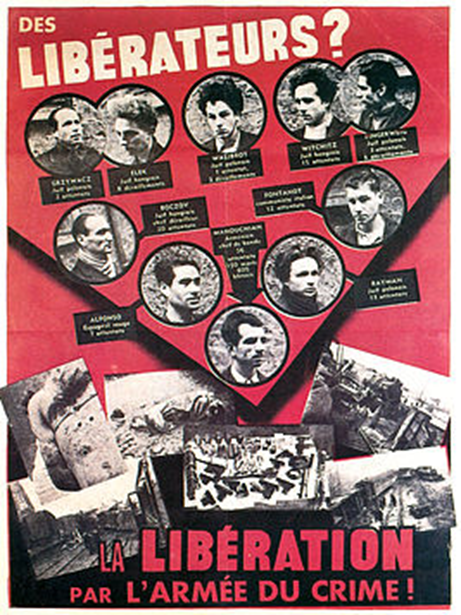 DES
LIBÉRATEURS?
GRZYWACZ
Juif polonais
2 attentats
ELEK
Juif hongrois
8 déraillements
WASJBROT
Juif polonais
1 attentat,
3 déraillements
WITCHITZ
Juif hongrois
15 attentats
FINGERWEIG
Juif polonais
3 attentats,
5 déraillements
BOCZOV
Juif hongrois
chef dérailleur
20 attentats
FONTANOT
communiste italien
12 attentats
MANOUCHIAN
Arménien
chef de bande
56
attentats
150 morts
600
blessés
RAYMAN
Juif polonais
13 attentats
ALFONSO
Espagnol rouge
7 attentats
LA LIBÉRATION
PAR L'ARMÉE DU CRIME!